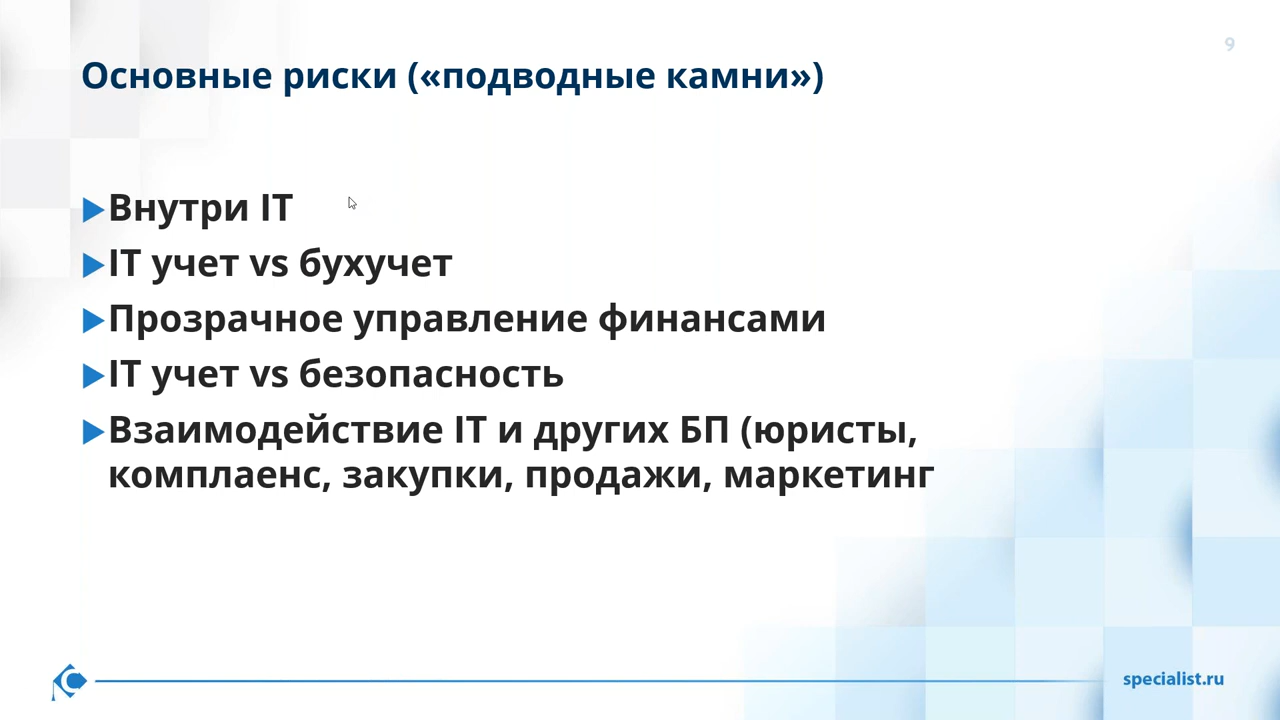 9
Основные риски («подводные камни»)
Внутри IT
IT учет vs бухучет
Прозрачное управление финансами
IT учет vs безопасность
Взаимодействие IT и других БП (юристы,
комплаенс, закупки, продажи, маркетинг
specialist.ru